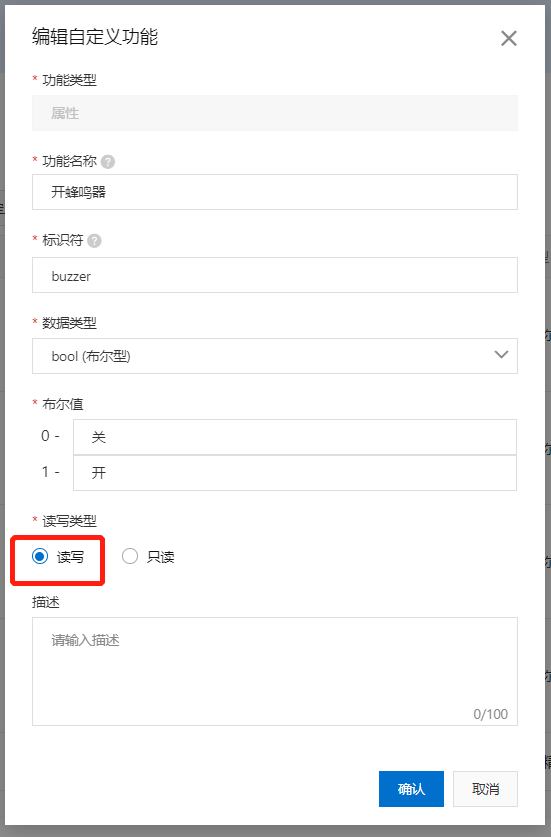 编辑自定义功能
* 功能类型
属性
* 功能名称 ?
开蜂鸣器
* 标识符 ?
buzzer
* 数据类型
bool (布尔型)
* 布尔值
0 - 关
1 - 开
* 读写类型
读写 只读
描述
请输入描述
0/100
确认 取消